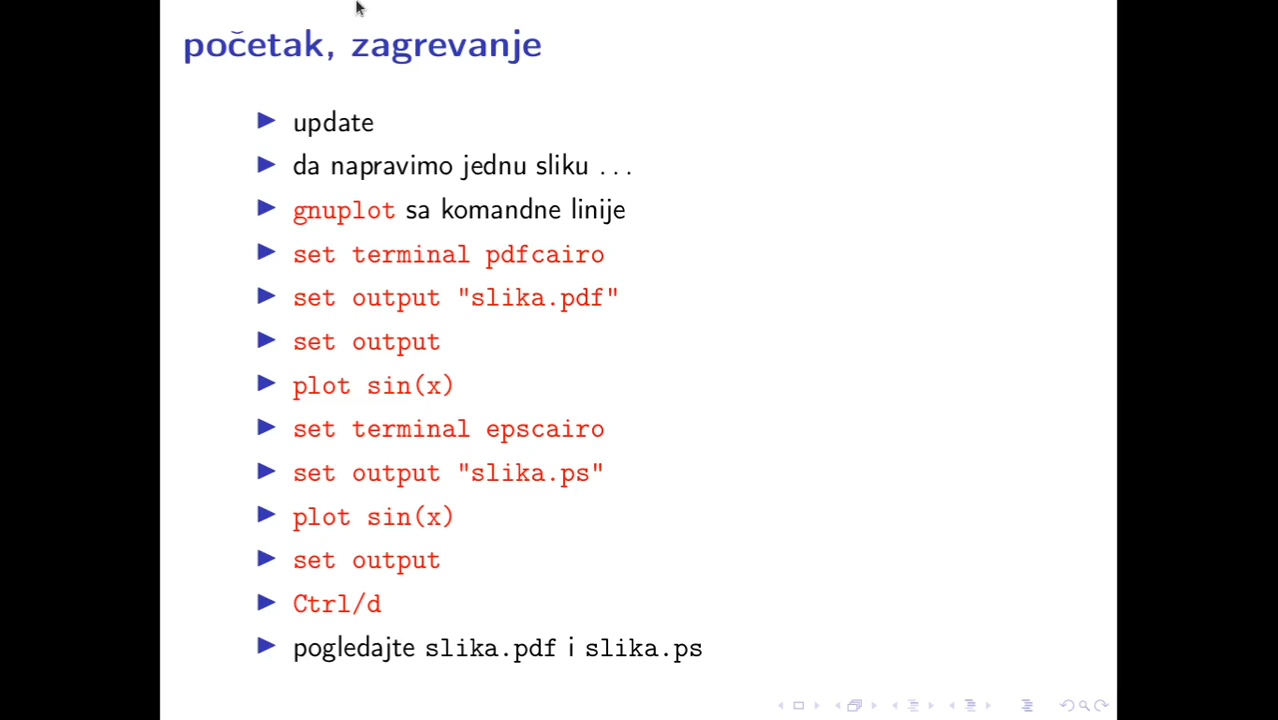 početak, zagrevanje
update
da napravimo jednu sliku . . .
gnuplot sa komandne linije
set terminal pdfcairo
set output "slika.pdf"
set output
plot sin(x)
set terminal epscairo
set output "slika.ps"
plot sin(x)
set output
Ctrl/d
pogledajte slika.pdf i slika.ps